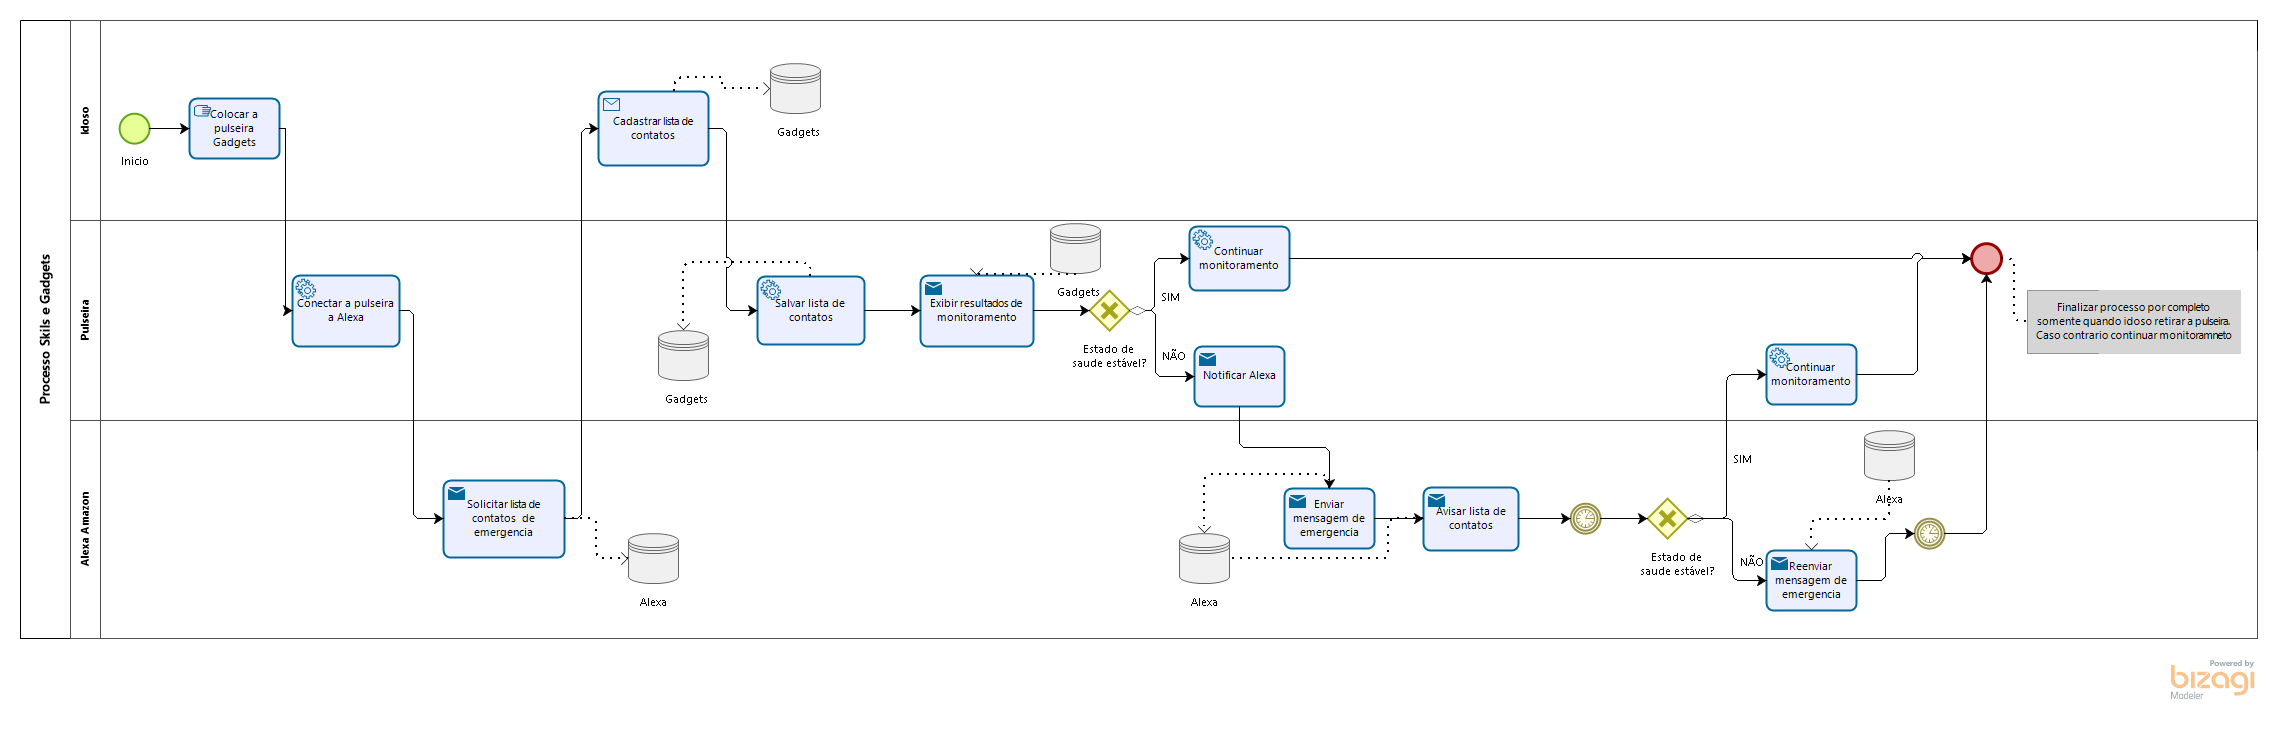 Processo Skils e Gadgets
Idoso
Inicio
Colocar a
pulseira
Gadgets
Cadastrar lista de
contatos
Gadgets
Pulseira
Conectar a pulseira
a Alexa
Salvar lista de
contatos
Gadgets
Exibir resultados de
monitoramento
Gadgets
Estado de
saude estável?
SIM
Continuar
monitoramento
NÃO
Notificar Alexa
Continuar
monitoramento
Finalizar processo por completo
somente quando idoso retirar a pulseira.
Caso contrario continuar monitoramneto
Alexa Amazon
Solicitar lista de
contatos de
emergencia
Alexa
Enviar
mensagem de
emergencia
Alexa
Avisar lista de
contatos
Estado de
saude estável?
SIM
NÃO
Alexa
Reenviar
mensagem de
emergencia
Powered by
bizagi
Modeler